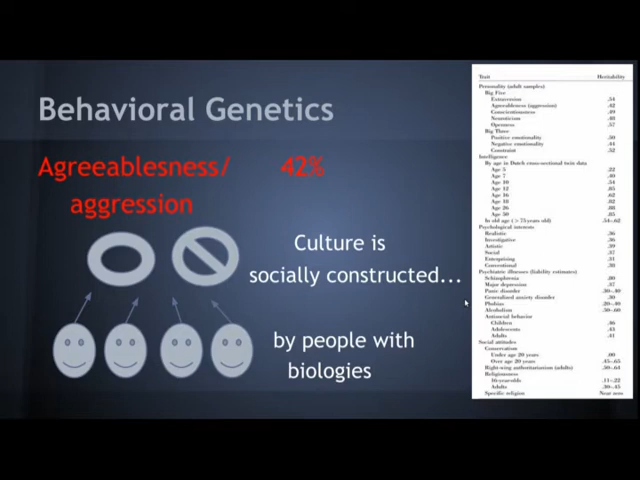 Behavioral Genetics
Agreeablesness/ 42%
aggression
Culture is
socially constructed...
by people with
biologies
Trait Heritability
Personality (adult samples)
Big Five
Extraversion .54
Agreeableness (aggression) .42
Conscientiousness .49
Neuroticism .48
Openness .57
Big Three
Positive emotionality .50
Negative emotionality .44
Constraint .52
Intelligence
By age in Dutch cross-sectional twin data
Age 5 .22
Age 7 .40
Age 10 .54
Age 12 .85
Age 16 .62
Age 18 .82
Age 26 .88
Age 50 .85
In old age (>75 years old) .54–.62
Psychological interests
Realistic .36
Investigative .36
Artistic .39
Social .37
Enterprising .31
Conventional .38
Psychiatric illnesses (liability estimates)
Schizophrenia .80
Major depression .37
Panic disorder .30–.40
Generalized anxiety disorder .30
Phobias .20–.40
Alcoholism .50–.60
Antisocial behavior
Children .46
Adolescents .43
Adults .41
Social attitudes
Conservatism
Under age 20 years .00
Over age 20 years .45–.65
Right-wing authoritarianism (adults) .50–.64
Religiousness
16-year-olds .11–.22
Adults .30–.45
Specific religion Near zero